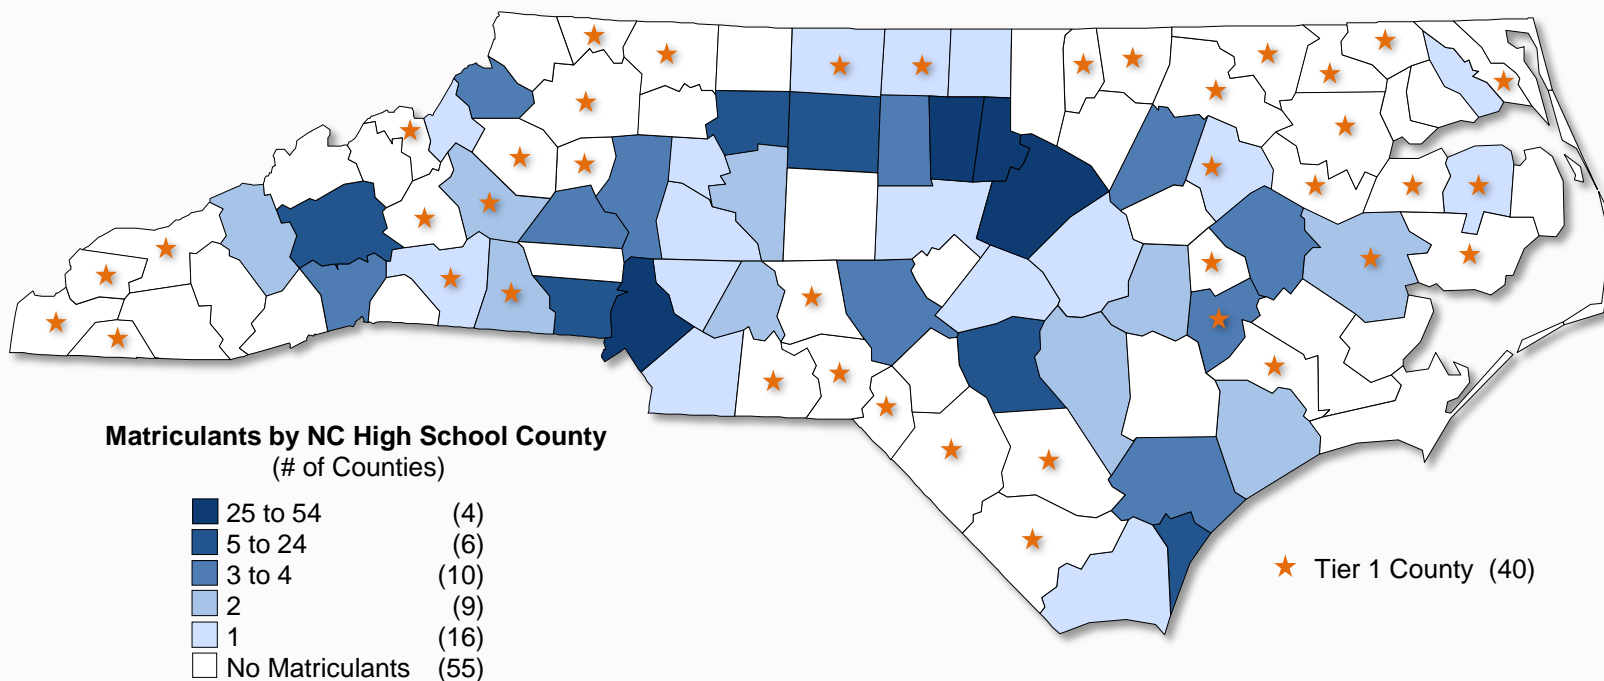 Matriculants by NC High School County
(# of Counties)
25 to 54 (4)
5 to 24 (6)
3 to 4 (10)
2 (9)
1 (16)
No Matriculants (55)
Tier 1 County (40)